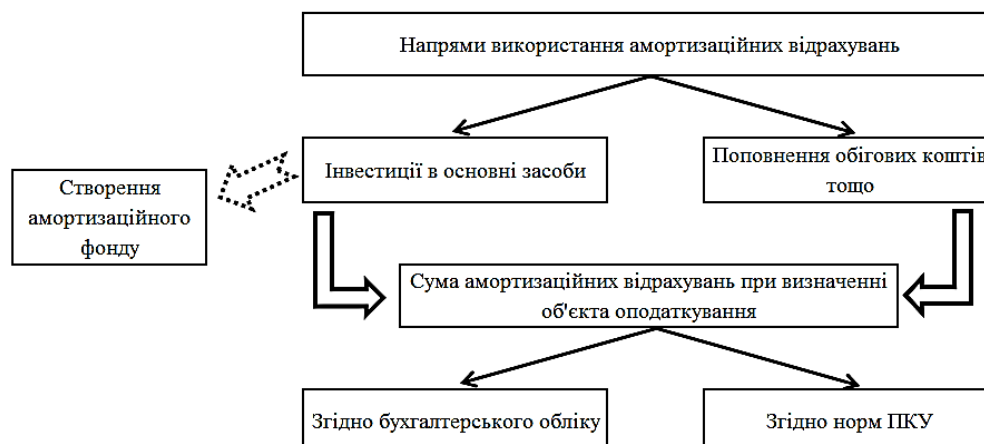 Напрями використання амортизаційних відрахувань
Інвестиції в основні засоби
Поповнення обігових коштів
тощо
Створення
амортизаційного
фонду
Сума амортизаційних відрахувань при визначенні
об'єкта оподаткування
Згідно бухгалтерського обліку
Згідно норм ПКУ